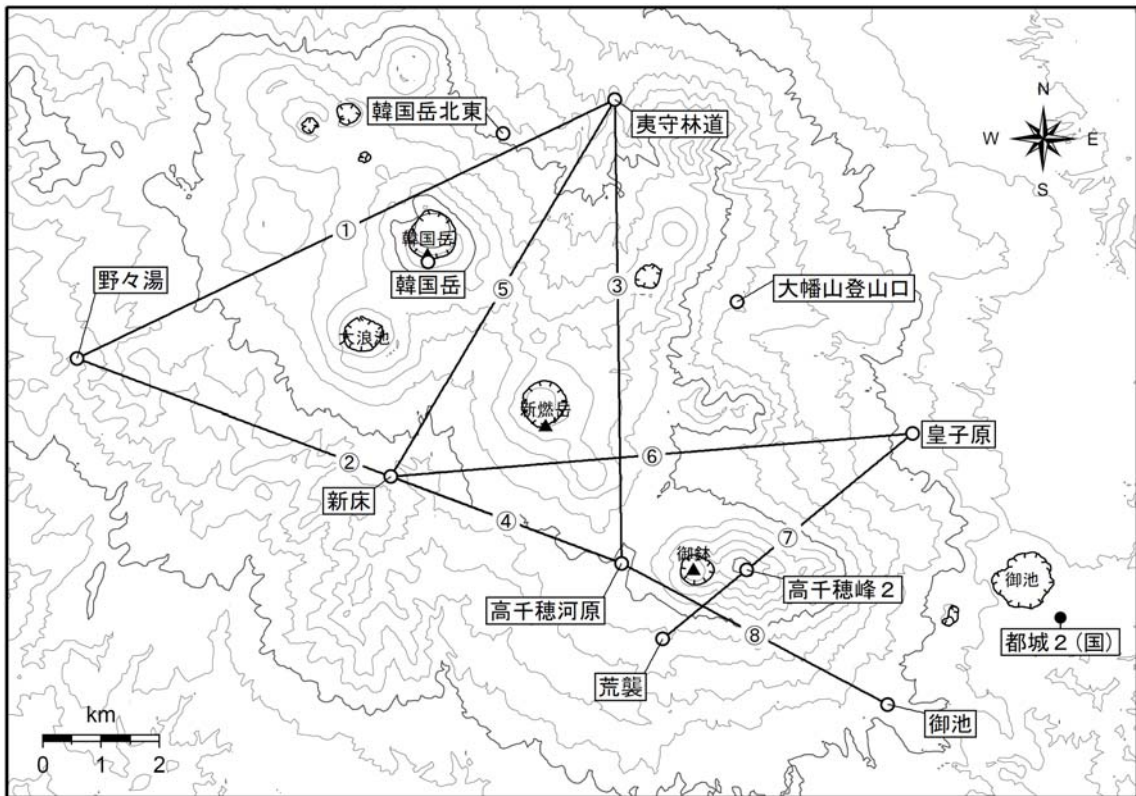 韓国岳北東
夷守林道
N
W
E
S
①
韓国岳
韓国岳
野々湯
⑤
③
大幡山登山口
大浪池
新燃岳
皇子原
②
⑥
新床
④
⑦
御鉢
御池
高千穂河原
高千穂峰2
都城2(国)
⑧
荒襲
御池
km
0 1 2